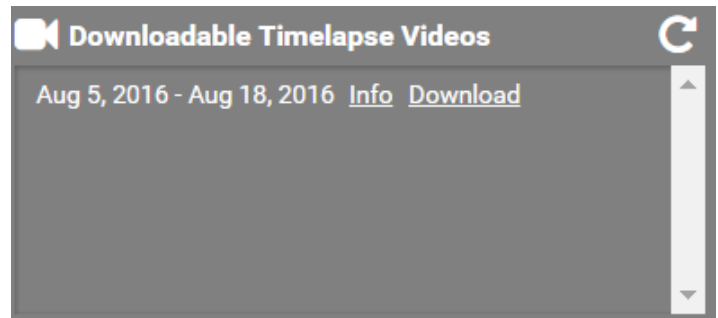 Downloadable Timelapse Videos
Aug 5, 2016 - Aug 18, 2016 Info Download